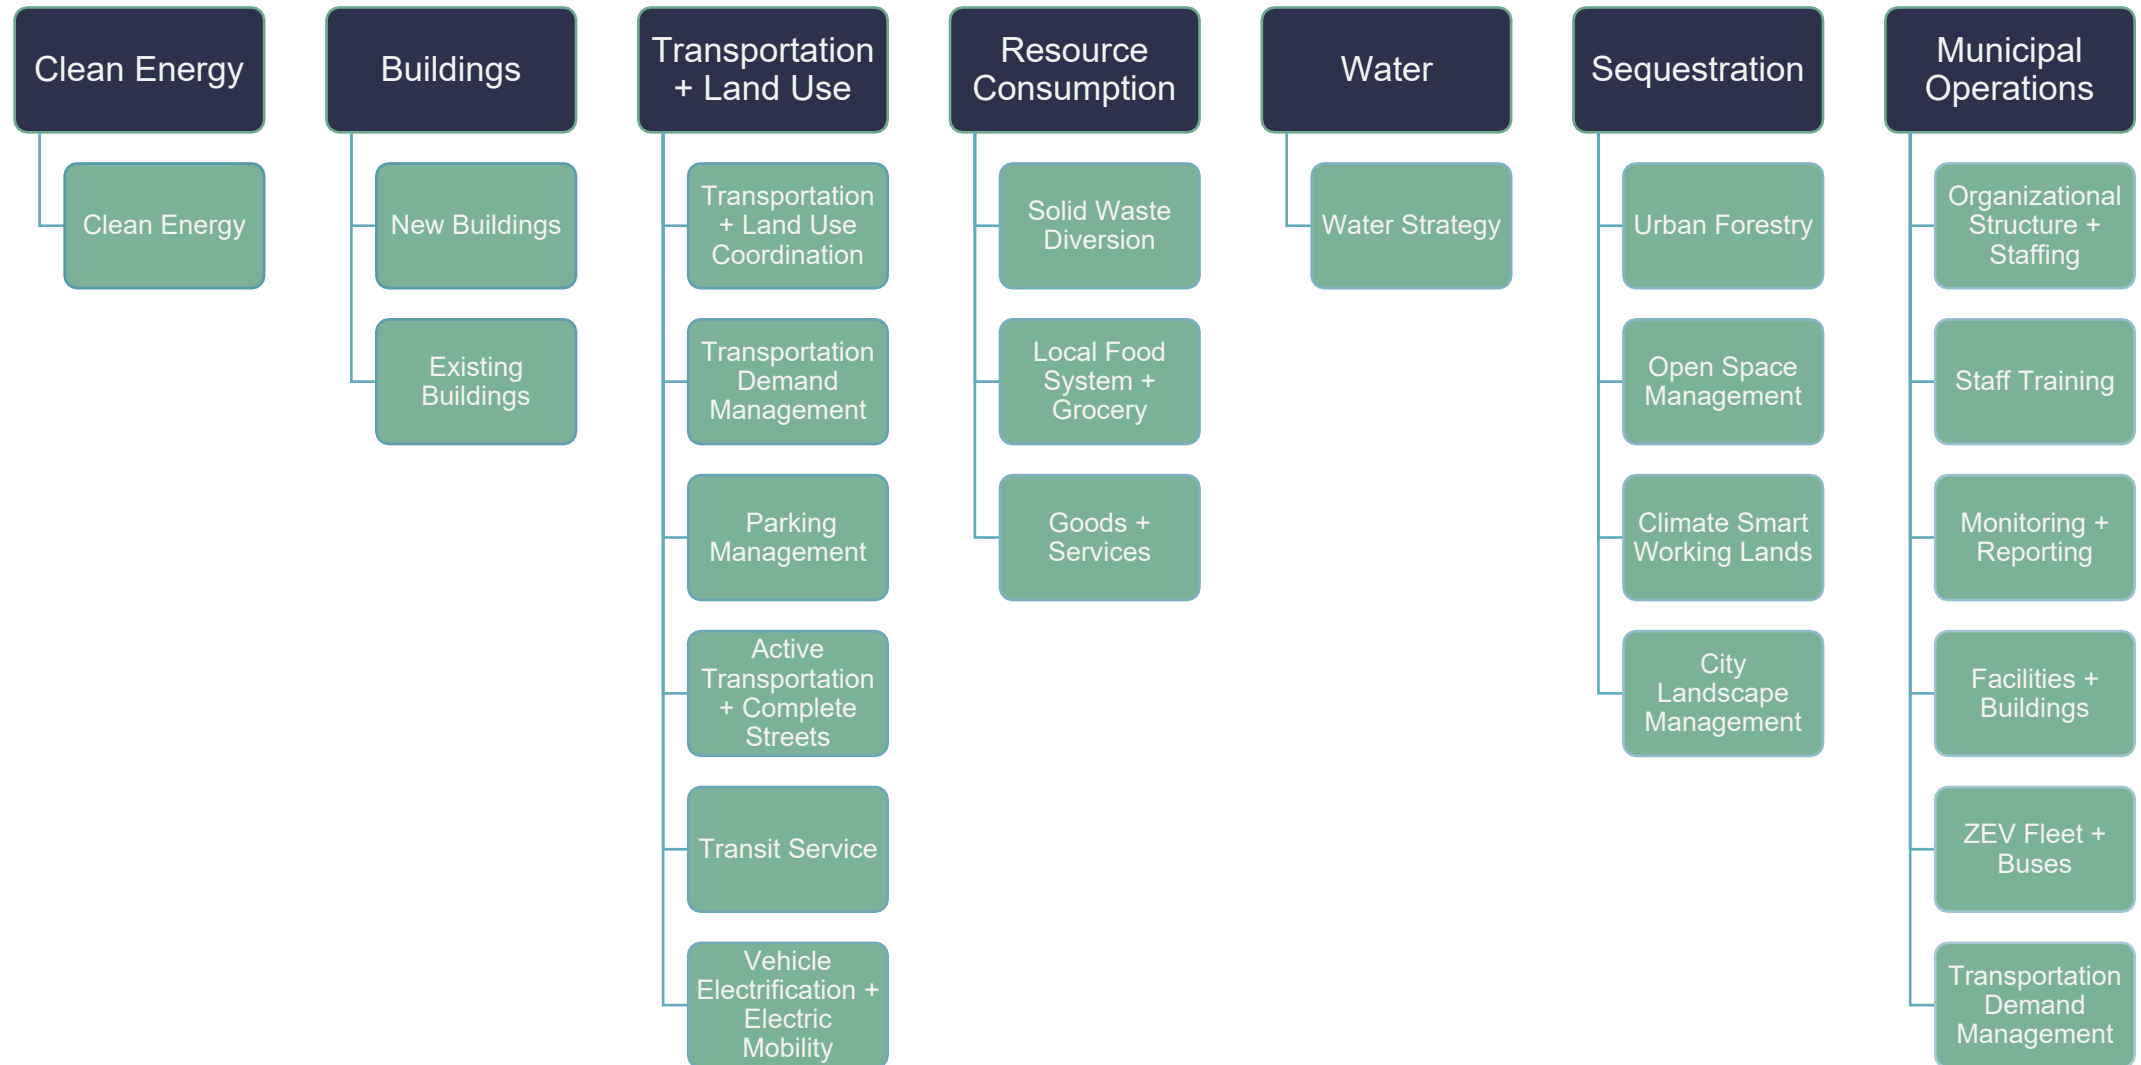 Clean Energy
Clean Energy
Buildings
New Buildings
Existing
Buildings
Transportation
+ Land Use
Transportation
+ Land Use
Coordination
Transportation
Demand
Management
Parking
Management
Active
Transportation
+ Complete
Streets
Transit Service
Vehicle
Electrification +
Electric
Mobility
Resource
Consumption
Solid Waste
Diversion
Local Food
System +
Grocery
Goods +
Services
Water
Water Strategy
Sequestration
Urban Forestry
Open Space
Management
Climate Smart
Working Lands
City
Landscape
Management
Municipal
Operations
Organizational
Structure +
Staffing
Staff Training
Monitoring +
Reporting
Facilities +
Buildings
ZEV Fleet +
Buses
Transportation
Demand
Management